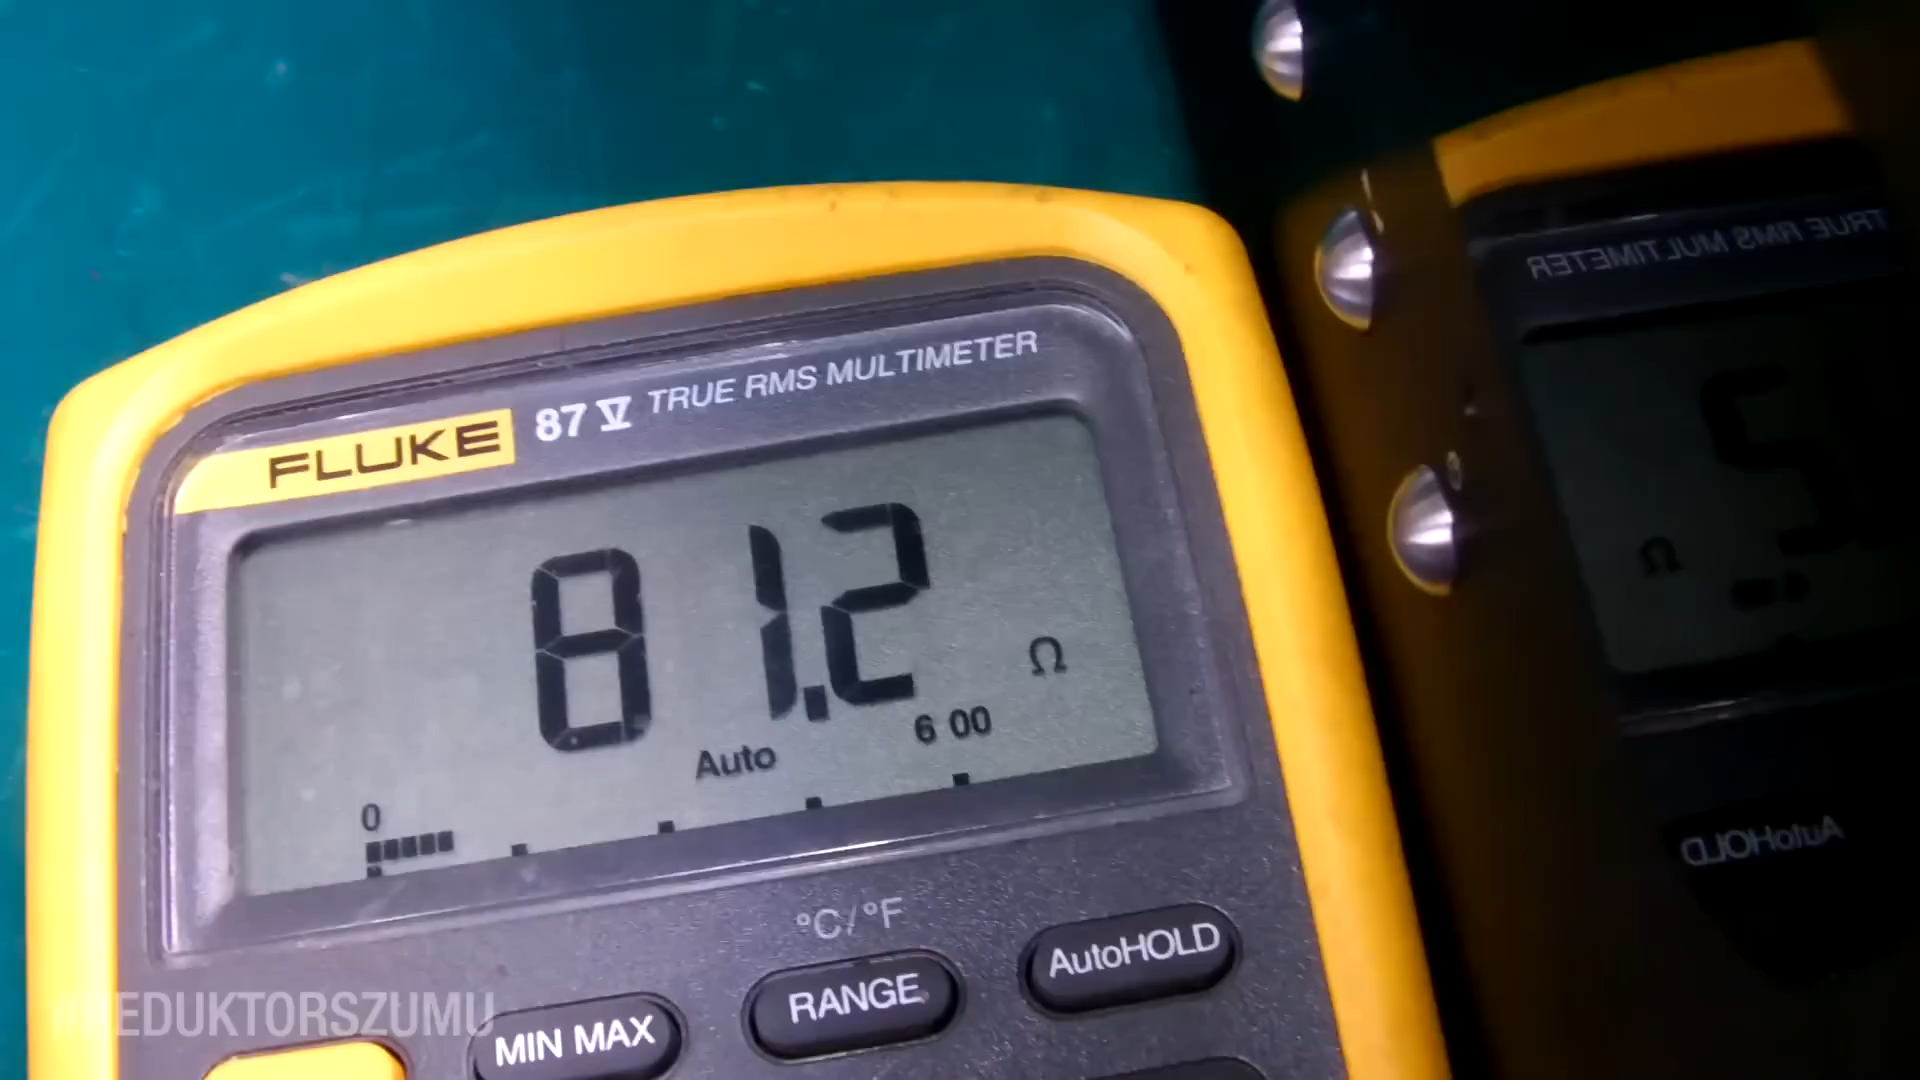 FLUKE 87 V TRUE RMS MULTIMETER
81.2 Ω
Auto 6 00
0
°C/°F
MIN MAX RANGE AutoHOLD
#REDUKTORSZUMU
TRUE RMS MULTIMETER
Ω
AutoHOLD